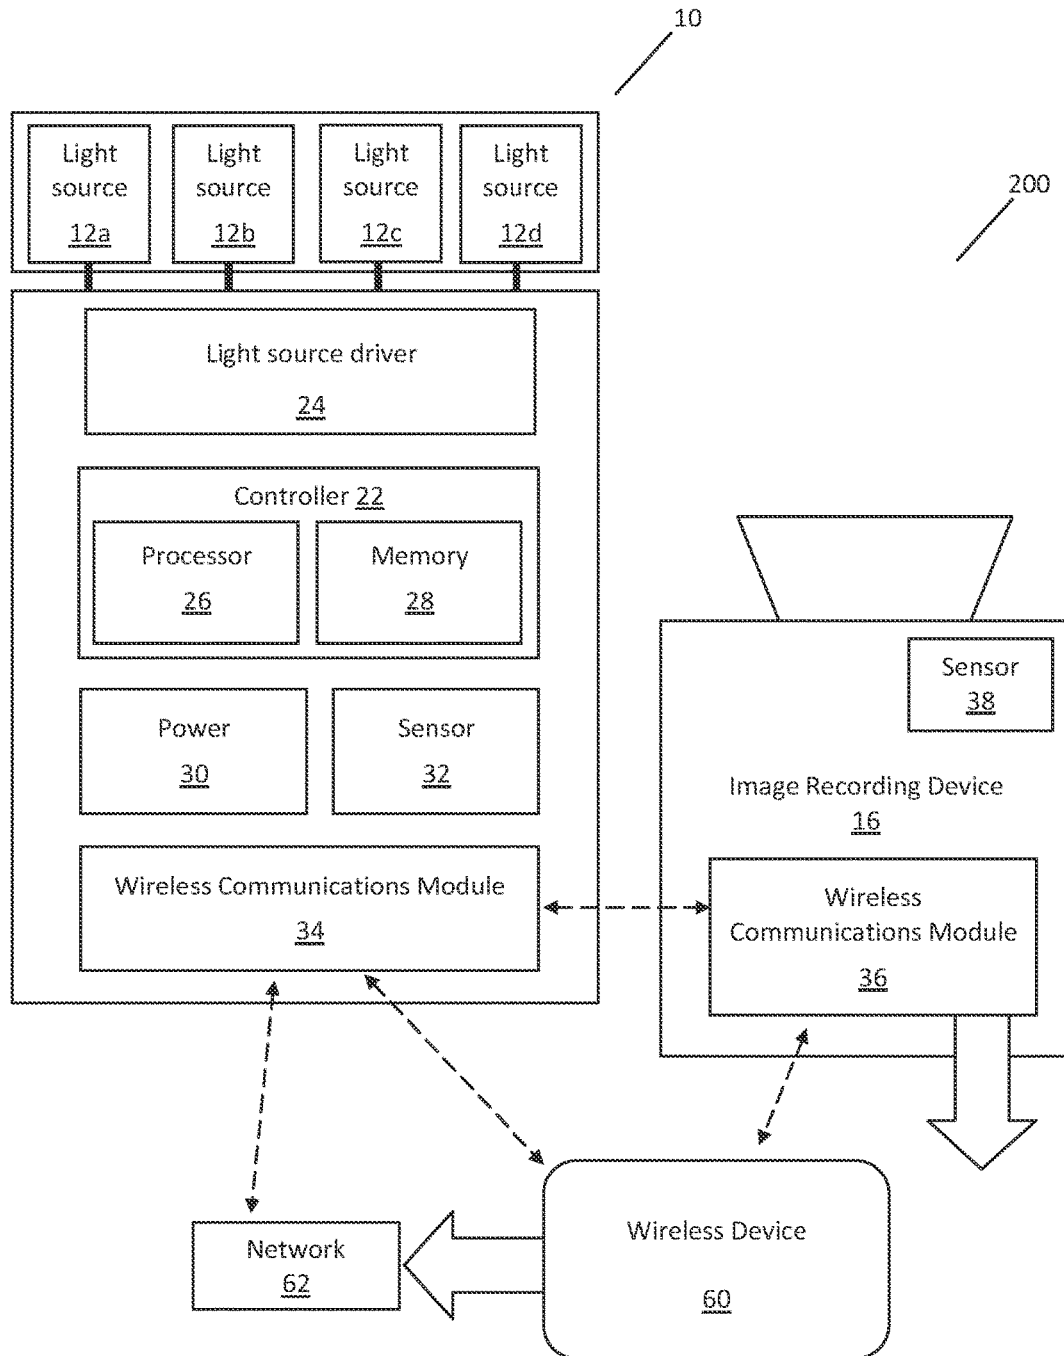 10
200
Light source 12a
Light source 12b
Light source 12c
Light source 12d
Light source driver
24
Controller 22
Processor
26
Memory
28
Power
30
Sensor
32
Wireless Communications Module
34
Sensor
38
Image Recording Device
16
Wireless
Communications Module
36
Network
62
Wireless Device
60